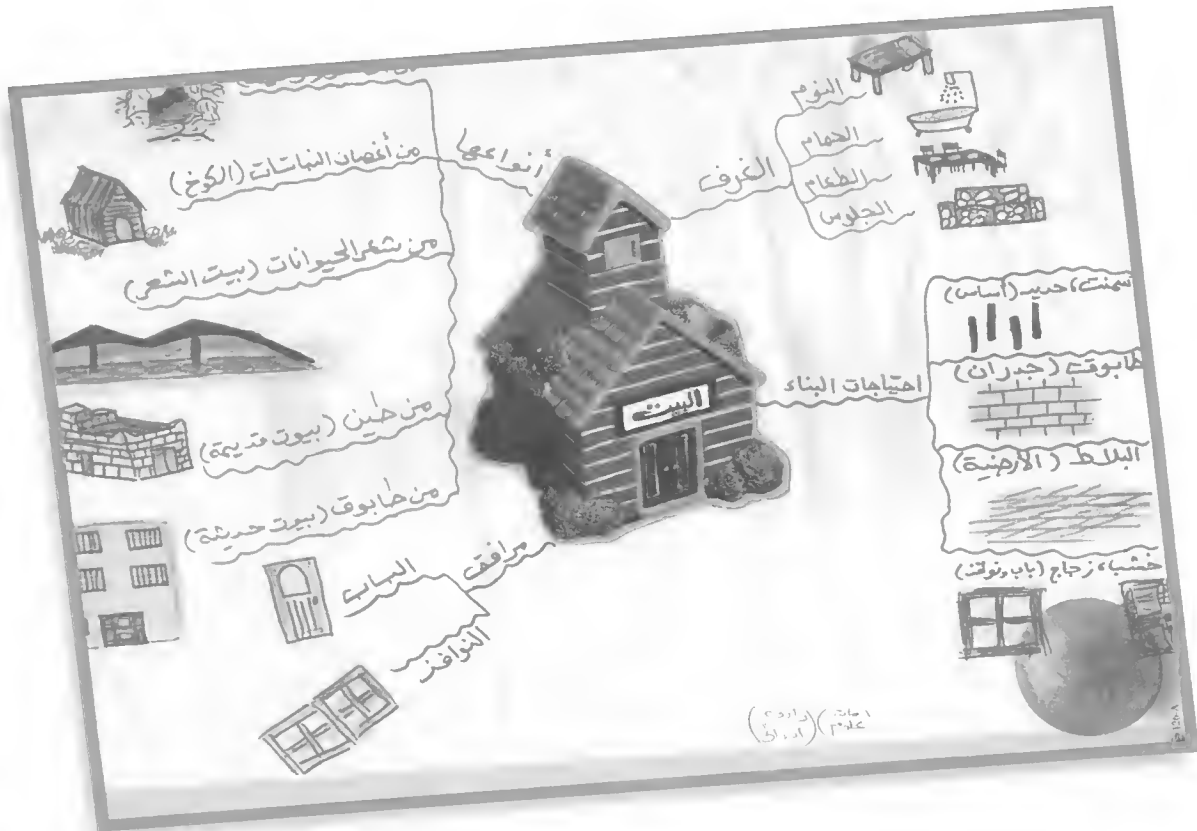 البيت
الغرف
النوم
الحمام
الطعام
الجلوس
احتياجات البناء
سمنت، حديد (أساس)
طابوق (جدران)
البلاط (الأرضية)
خشب، زجاج (باب ونوافذ)
أنواعها
من أغصان النباتات (الكوخ)
من شعر الحيوانات (بيت الشعر)
من طين (بيوت قديمة)
من طابوق (بيوت حديثة)
مرافق
الباب
النوافذ
علوم